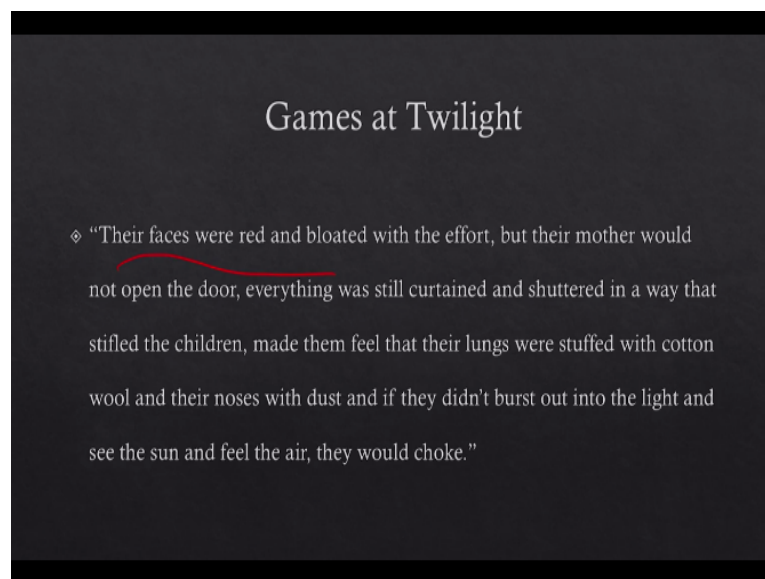 Games at Twilight
“Their faces were red and bloated with the effort, but their mother would
not open the door, everything was still curtained and shuttered in a way that
stifled the children, made them feel that their lungs were stuffed with cotton
wool and their noses with dust and if they didn’t burst out into the light and
see the sun and feel the air, they would choke.”